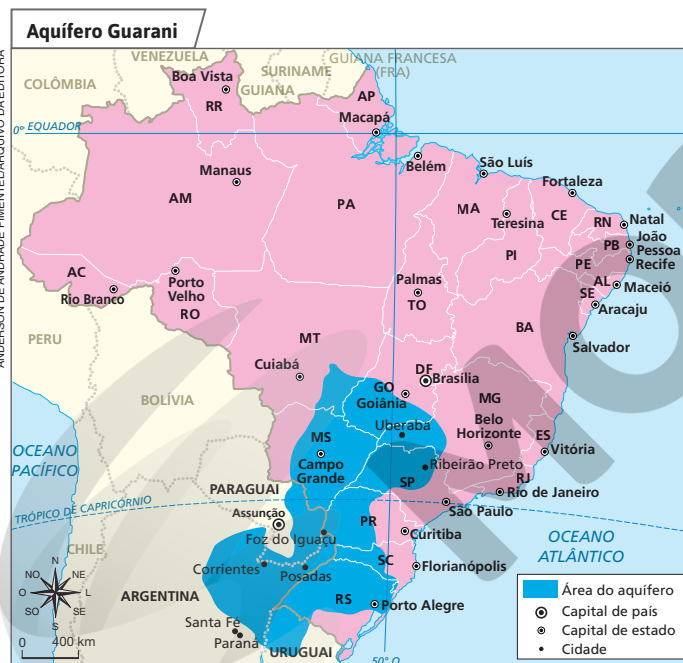 Aquífero Guarani
ANDERSON DE ANDRADE PIMENTEL/ARQUIVO DA EDITORA
VENEZUELA
GUIANA FRANCESA
(FRA)
SURINAME
GUIANA
COLÔMBIA
Boa Vista
RR
AP
Macapá
0º EQUADOR
Belém
São Luís
Manaus
Fortaleza
AM
PA
MA
CE
Teresina
RN
Natal
PB
João
Pessoa
PI
PE
Recife
AC
Porto
Velho
Rio Branco
RO
Palmas
TO
AL
Maceió
SE
Aracaju
BA
PERU
MT
Salvador
Cuiabá
DF
Brasília
GO
Goiânia
MG
BOLÍVIA
Uberaba
Belo
Horizonte
ES
Vitória
OCEANO
PACÍFICO
MS
Campo
Grande
Ribeirão Preto
SP
RJ
Rio de Janeiro
PARAGUAI
TRÓPICO DE CAPRICÓRNIO
São Paulo
Assunção
PR
Foz do Iguaçu
Curitiba
OCEANO
ATLÂNTICO
CHILE
SC
Corrientes
Posadas
Florianópolis
N
NO
NE
O
L
SO
SE
S
ARGENTINA
RS
Porto Alegre
Santa Fé
Paraná
0
400 km
URUGUAI
50° O
Área do aquífero
Capital de país
Capital de estado
Cidade